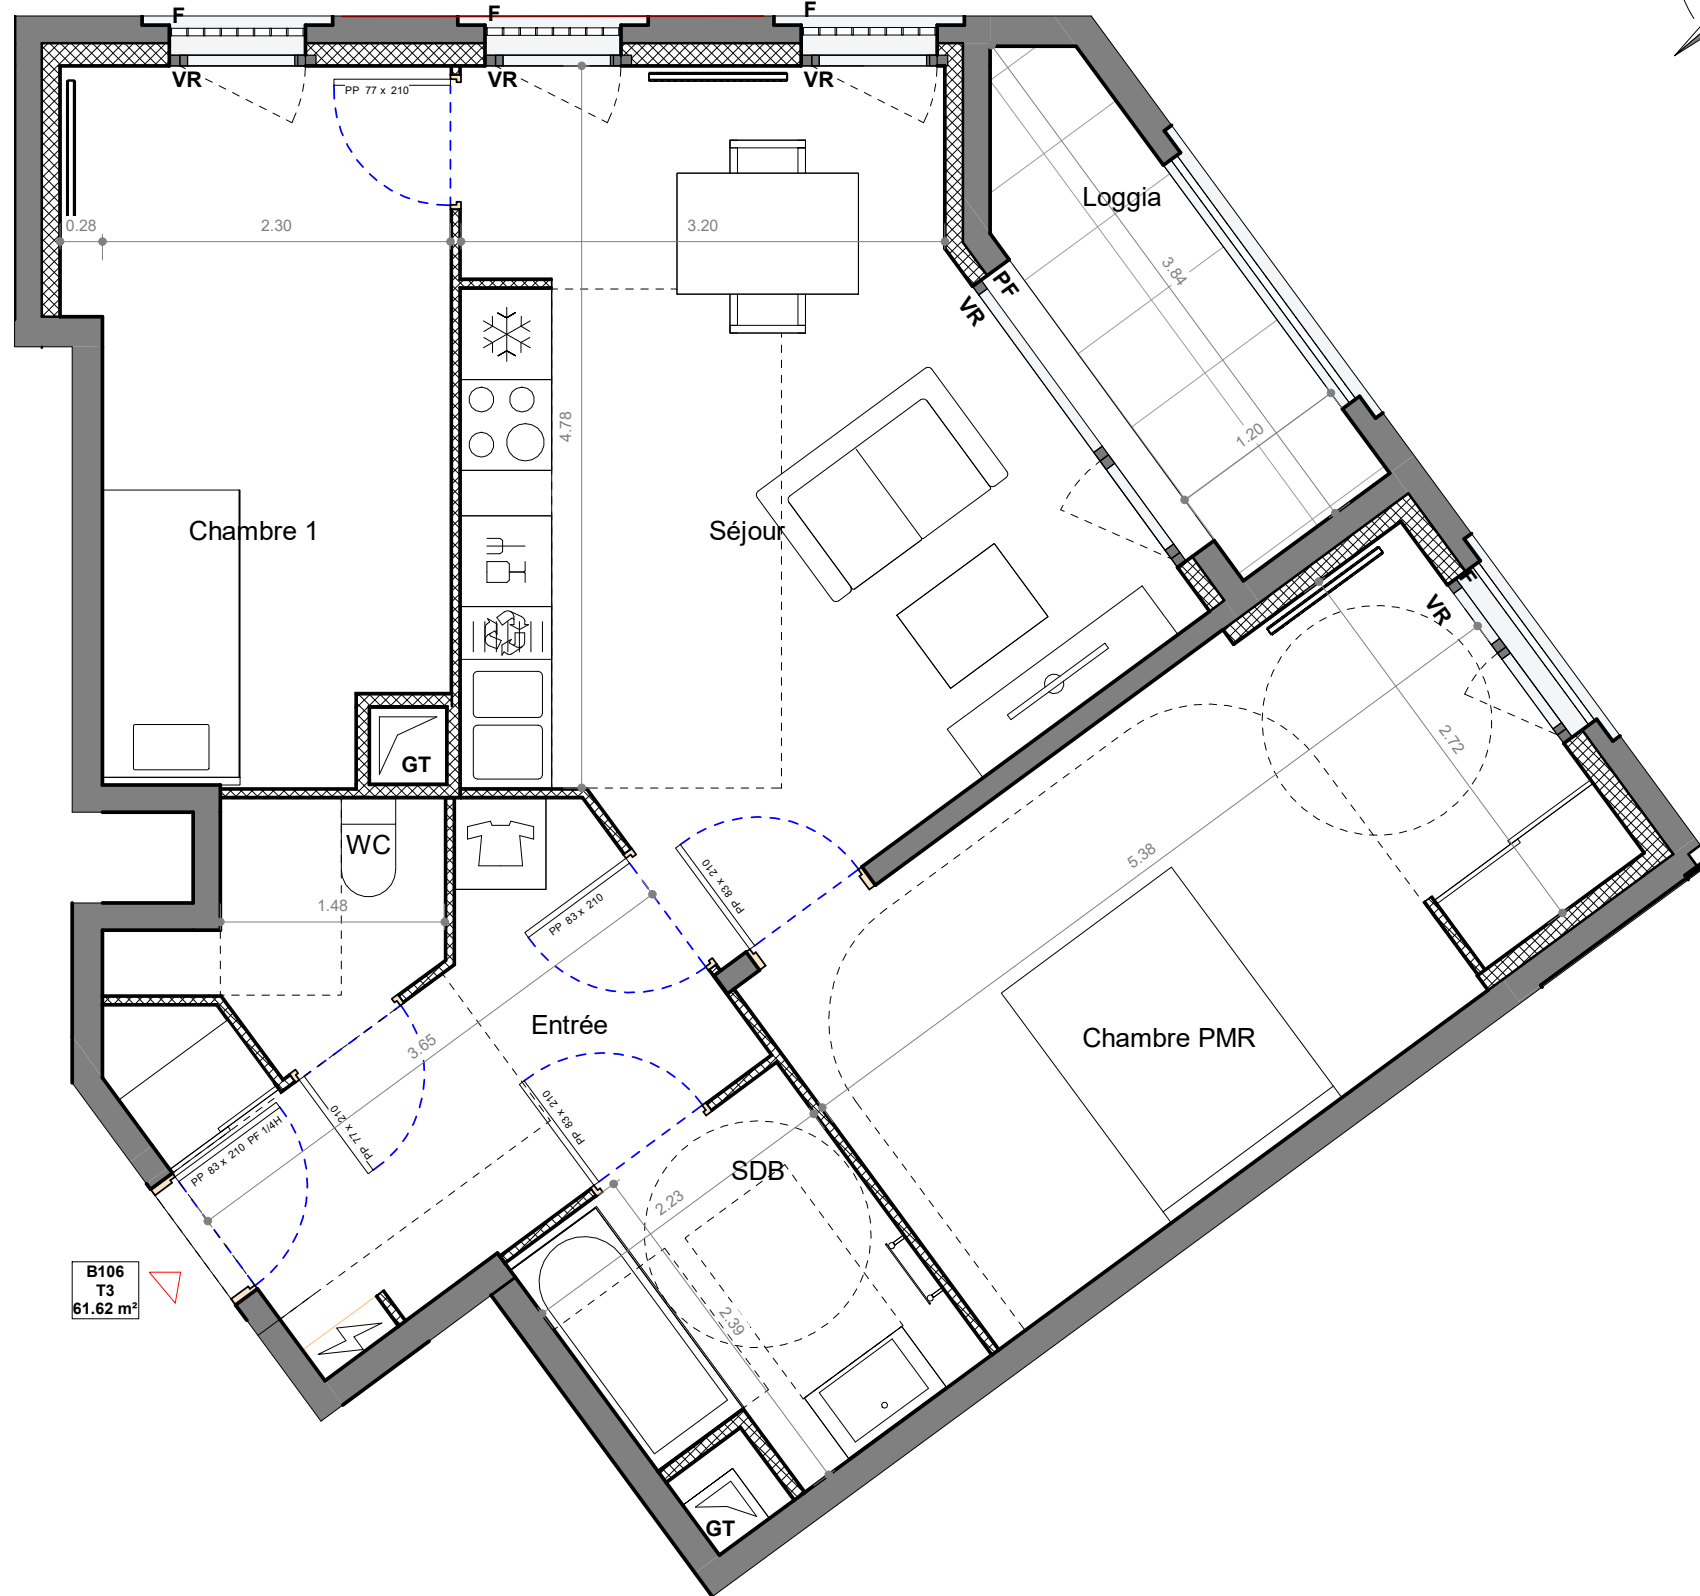 F
F
F
VR
VR
VR
PP 77 x 210
Loggia
0.28
2.30
3.20
3.84
PF
VR
4.78
1.20
Chambre 1
Séjour
F
VR
2.72
GT
WC
5.38
PP 83 x 210
PP 83 x 210
1.48
Entrée
3.65
Chambre PMR
PP 77 x 210
PP 83 x 210
PP 83 x 210 PF 1/4H
SDB
2.23
B106
T3
61.62 m²
2.39
GT